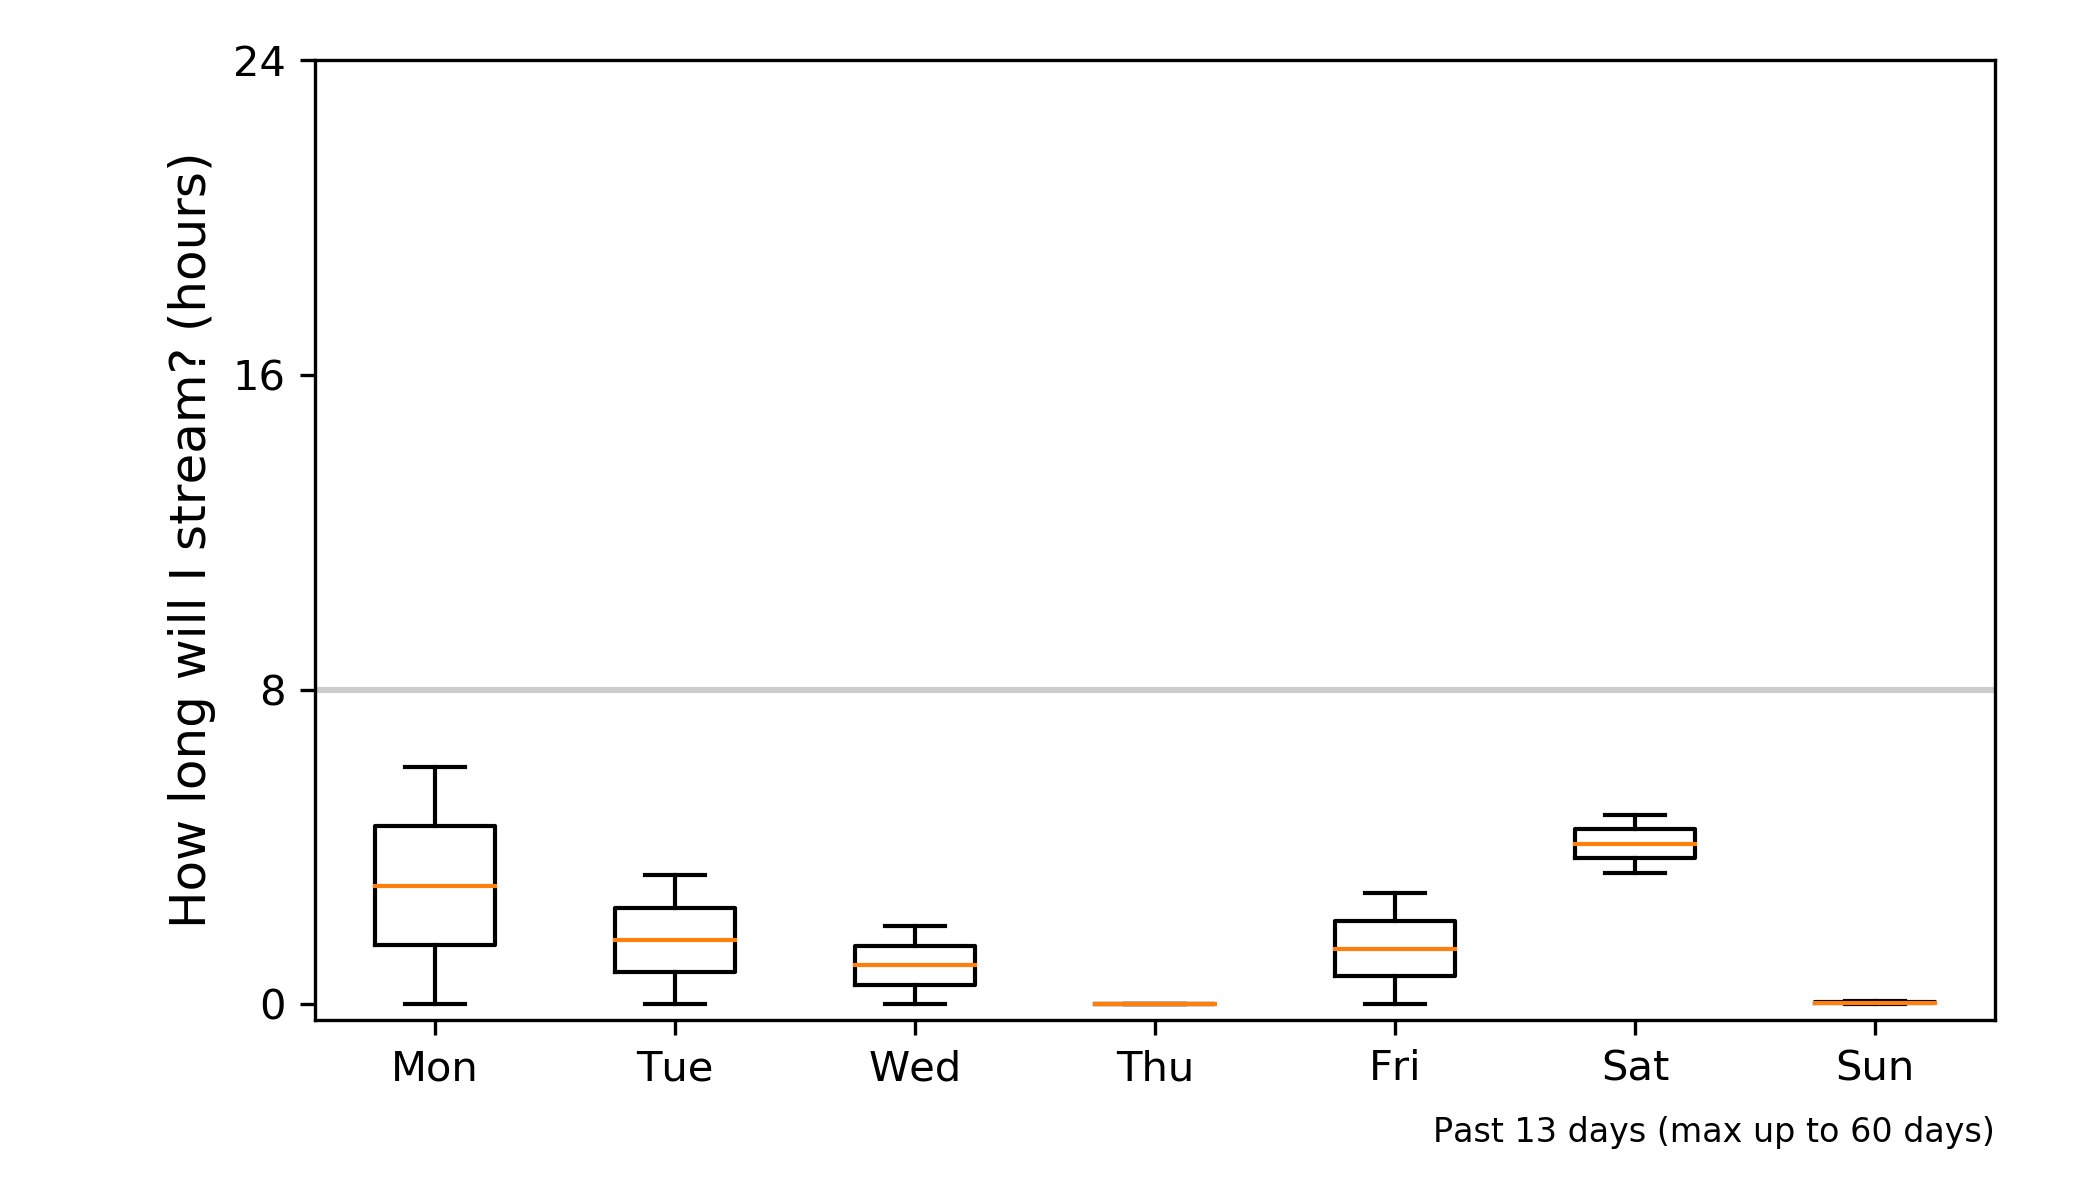 How long will I stream? (hours)
24
16
8
0
Mon Tue Wed Thu Fri Sat Sun
Past 13 days (max up to 60 days)